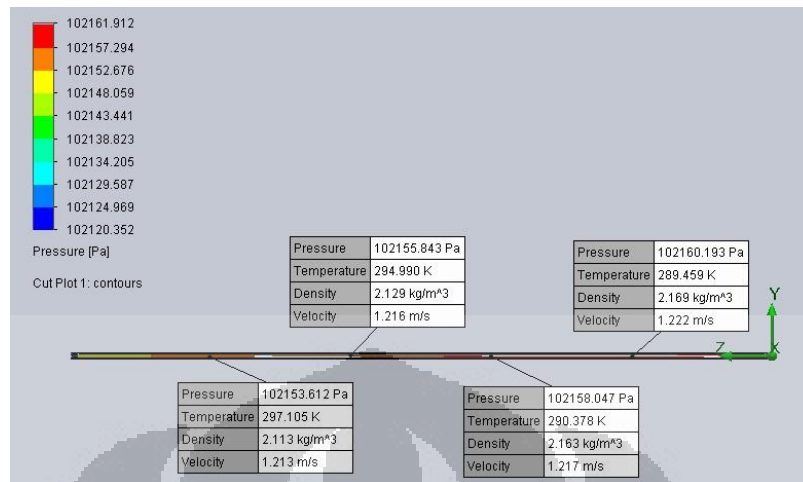 102161.912
102157.294
102152.676
102148.059
102143.441
102138.823
102134.205
102129.587
102124.969
102120.352
Pressure [Pa]
Cut Plot 1: contours
Pressure 102155.843 Pa
Temperature 294.990 K
Density 2.129 kg/m^3
Velocity 1.216 m/s
Pressure 102160.193 Pa
Temperature 289.459 K
Density 2.169 kg/m^3
Velocity 1.222 m/s
Y
Z
X
Pressure 102153.612 Pa
Temperature 297.105 K
Density 2.113 kg/m^3
Velocity 1.213 m/s
Pressure 102158.047 Pa
Temperature 290.378 K
Density 2.163 kg/m^3
Velocity 1.217 m/s